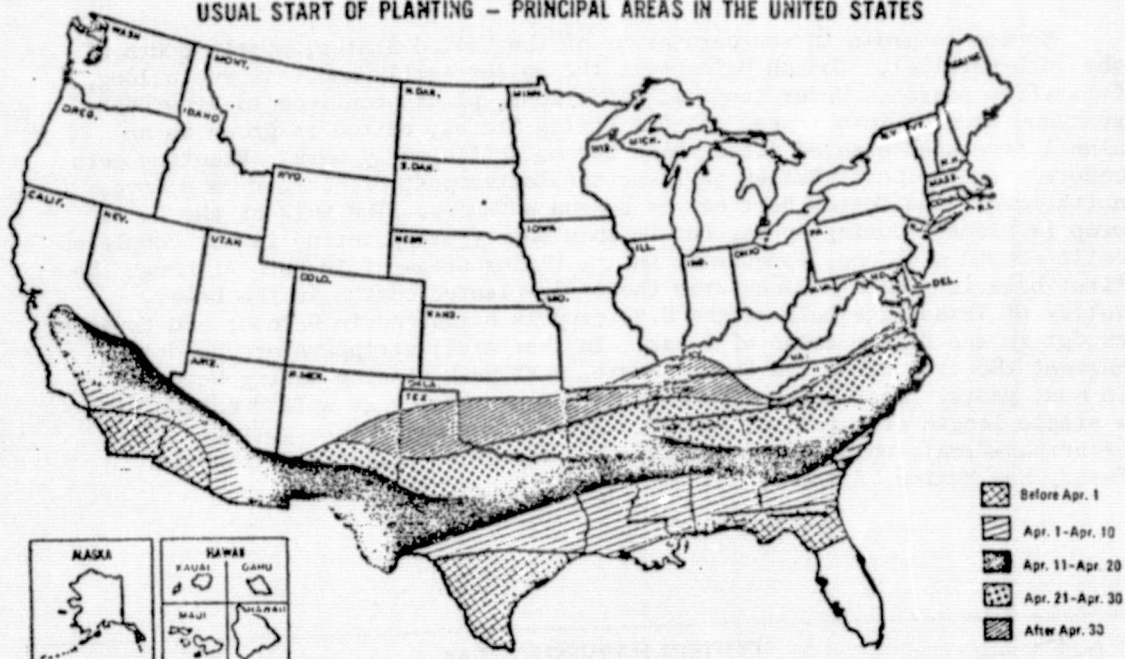 USUAL START OF PLANTING — PRINCIPAL AREAS IN THE UNITED STATES
WASH
MONT.
N. DAK.
MINN.
MAINE
OREG.
IDAHO
WIS.
MICH.
N.Y.
VT.
N.H.
S. DAK.
WYO.
MASS.
CONN.
R.I.
CALIF.
NEV.
UTAH
NEBR.
IOWA
ILL.
IND.
OHIO
PA.
COLO.
MO.
MD.
DEL.
KANS.
VA.
ARIZ.
N. MEX.
OKLA.
TEX
Before Apr. 1
Apr. 1-Apr. 10
Apr. 11-Apr. 20
Apr. 21-Apr. 30
After Apr. 30
ALASKA
HAWAII
KAUAI
OAHU
MAUI
HAWAII